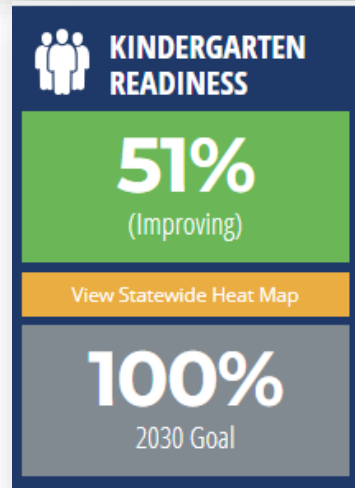 KINDERGARTEN
READINESS
51%
(Improving)
View Statewide Heat Map
100%
2030 Goal